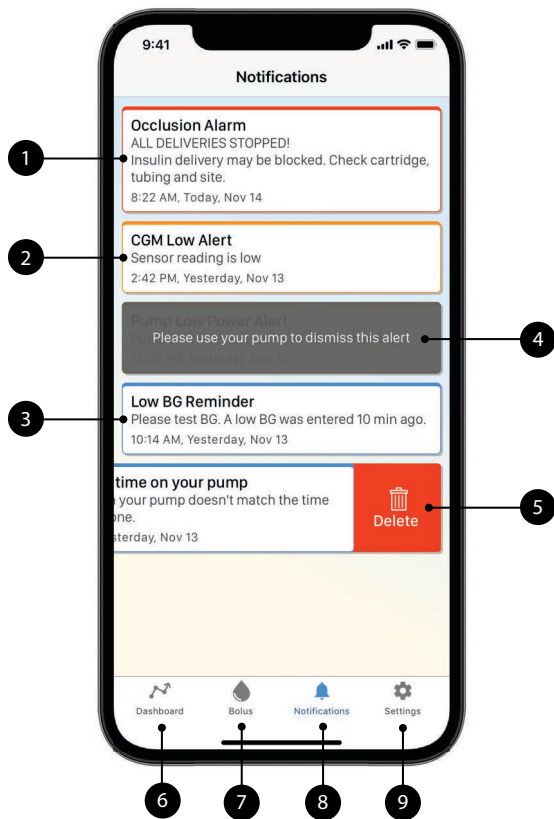 9:41
Notifications
Occlusion Alarm
ALL DELIVERIES STOPPED!
Insulin delivery may be blocked. Check cartridge,
tubing and site.
8:22 AM, Today, Nov 14
1
CGM Low Alert
Sensor reading is low
2:42 PM, Yesterday, Nov 13
2
Pump Low Power Alert
Please use your pump to dismiss this alert
4
Low BG Reminder
Please test BG. A low BG was entered 10 min ago.
10:14 AM, Yesterday, Nov 13
3
time on your pump
your pump doesn't match the time
Delete
5
Dashboard
Bolus
Notifications
Settings
6
7
8
9